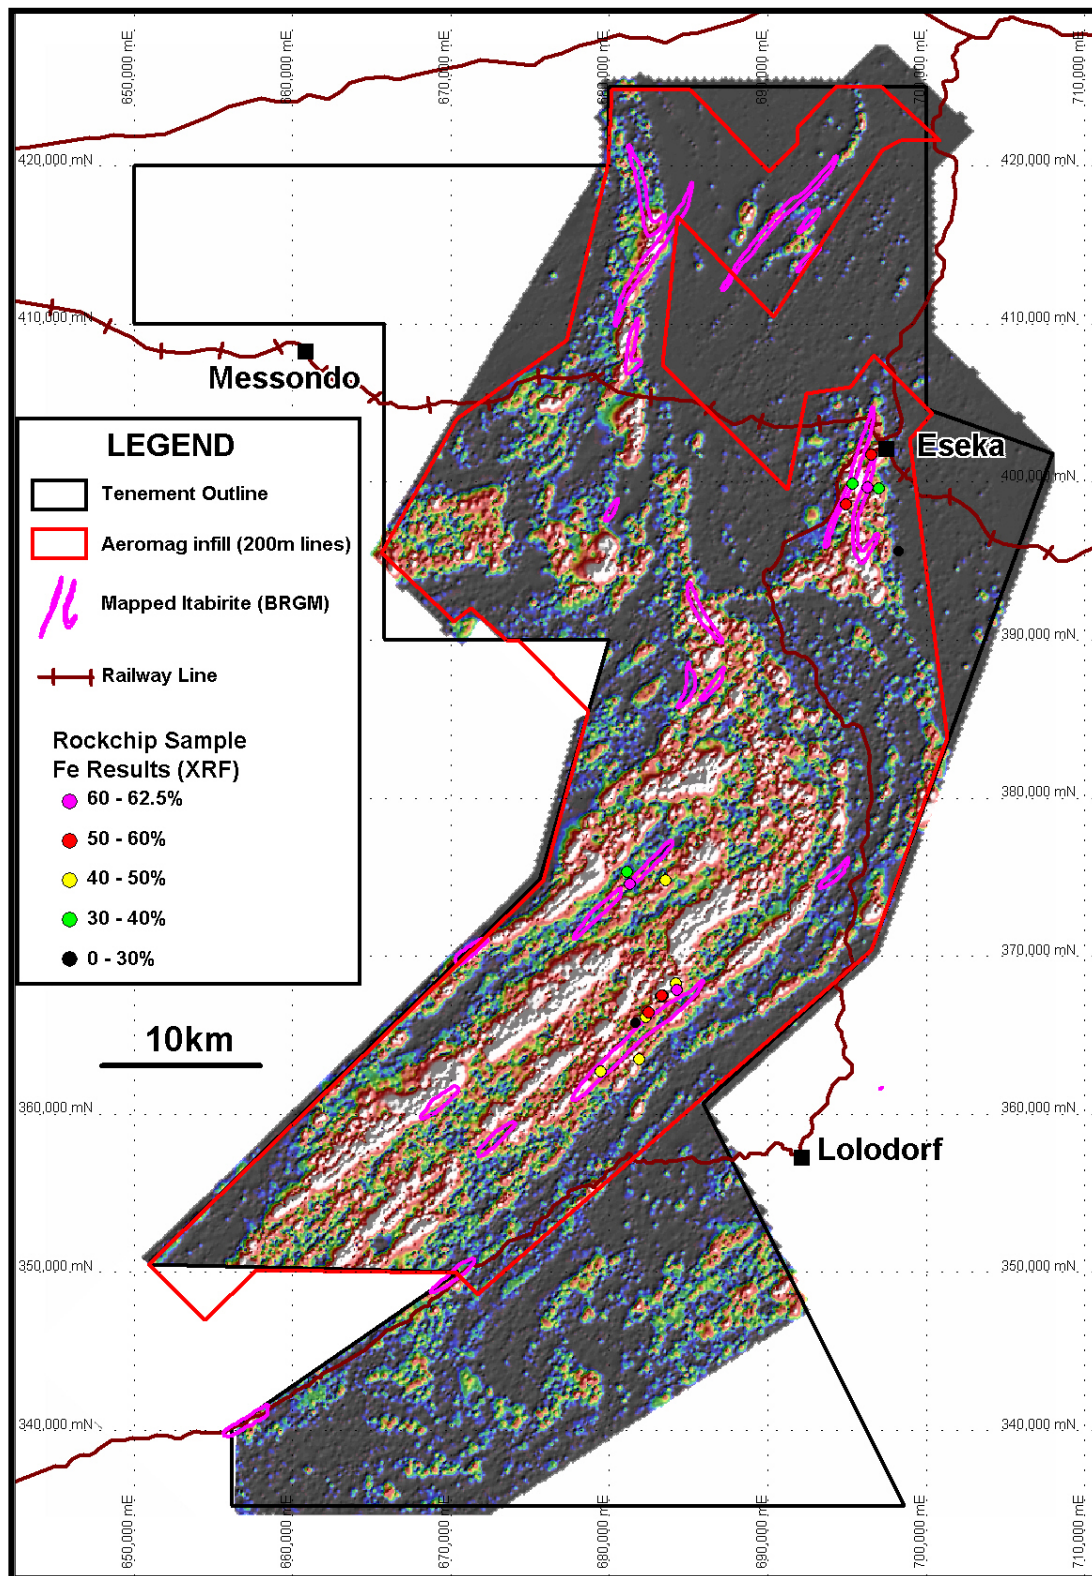 650,000 mE
660,000 mE
670,000 mE
680,000 mE
690,000 mE
700,000 mE
710,000 mE
420,000 mN
420,000 mN
410,000 mN
410,000 mN
Messondo
Eseka
400,000 mN
LEGEND
Tenement Outline
Aeromag infill (200m lines)
Mapped Itabirite (BRGM)
Railway Line
Rockchip Sample
Fe Results (XRF)
60 - 62.5%
50 - 60%
40 - 50%
30 - 40%
0 - 30%
390,000 mN
380,000 mN
370,000 mN
10km
360,000 mN
360,000 mN
Lolodorf
350,000 mN
350,000 mN
340,000 mN
340,000 mN
650,000 mE
660,000 mE
670,000 mE
680,000 mE
690,000 mE
700,000 mE
710,000 mE